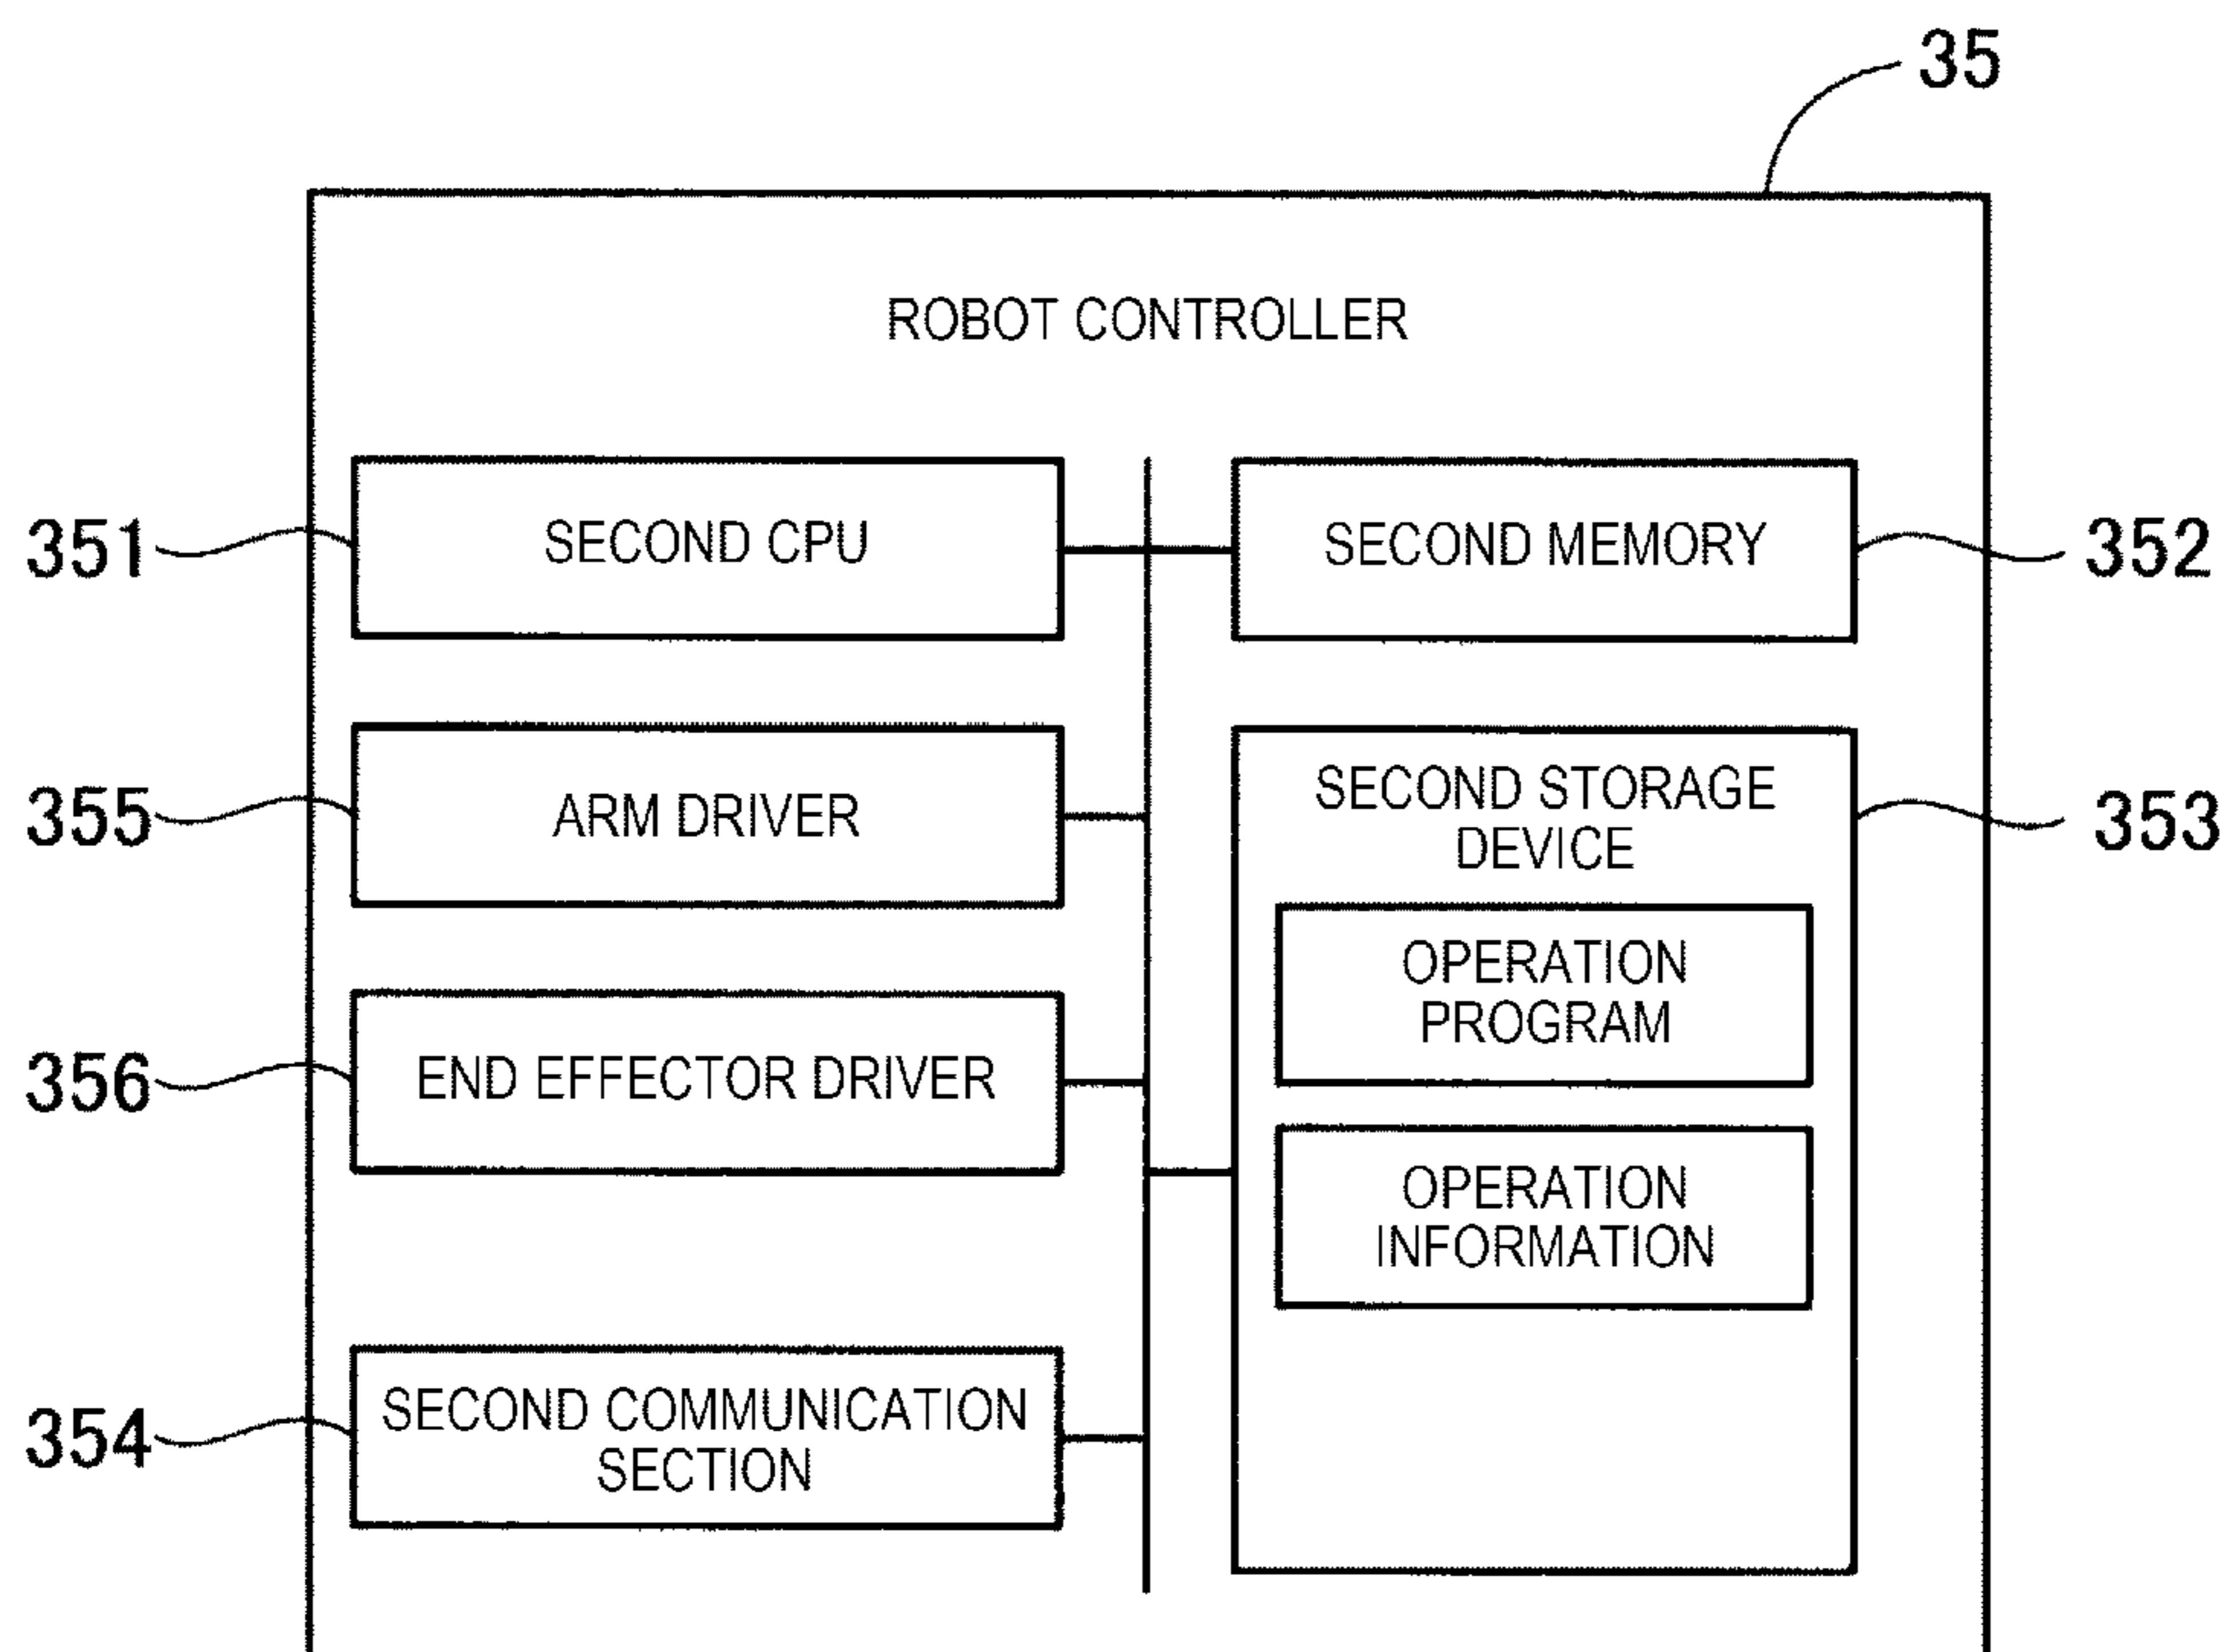 35
ROBOT CONTROLLER
351
SECOND CPU
SECOND MEMORY
352
355
ARM DRIVER
SECOND STORAGE
DEVICE
353
OPERATION
PROGRAM
356
END EFFECTOR DRIVER
OPERATION
INFORMATION
354
SECOND COMMUNICATION
SECTION